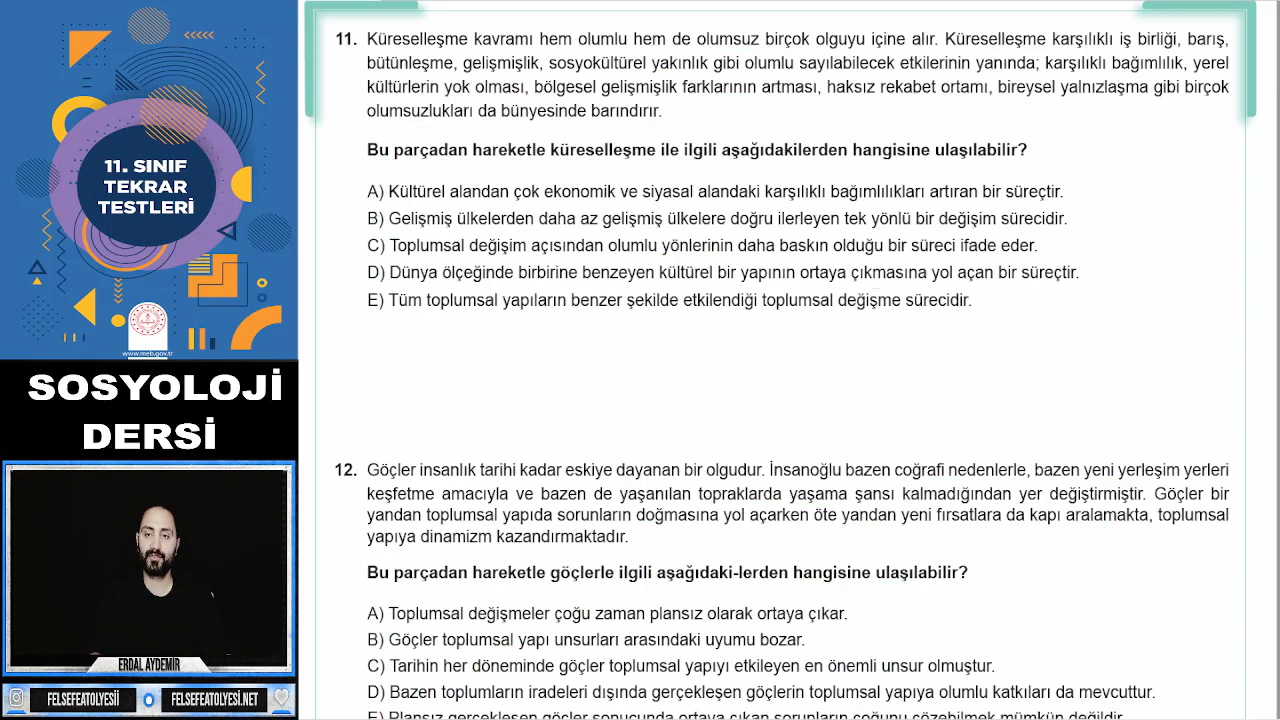 11. SINIF
TEKRAR
TESTLERİ
www.meb.gov.tr
SOSYOLOJİ
DERSİ
ERDAL AYDEMİR
FELSEFEATOLYESİİ
FELSEFEATOLYESİ.NET
11. Küreselleşme kavramı hem olumlu hem de olumsuz birçok olguyu içine alır. Küreselleşme karşılıklı iş birliği, barış,
bütünleşme, gelişmişlik, sosyokültürel yakınlık gibi olumlu sayılabilecek etkilerinin yanında; karşılıklı bağımlılık, yerel
kültürlerin yok olması, bölgesel gelişmişlik farklarının artması, haksız rekabet ortamı, bireysel yalnızlaşma gibi birçok
olumsuzlukları da bünyesinde barındırır.
Bu parçadan hareketle küreselleşme ile ilgili aşağıdakilerden hangisine ulaşılabilir?
A) Kültürel alandan çok ekonomik ve siyasal alandaki karşılıklı bağımlılıkları artıran bir süreçtir.
B) Gelişmiş ülkelerden daha az gelişmiş ülkelere doğru ilerleyen tek yönlü bir değişim sürecidir.
C) Toplumsal değişim açısından olumlu yönlerinin daha baskın olduğu bir süreci ifade eder.
D) Dünya ölçeğinde birbirine benzeyen kültürel bir yapının ortaya çıkmasına yol açan bir süreçtir.
E) Tüm toplumsal yapıların benzer şekilde etkilendiği toplumsal değişme sürecidir.
12. Göçler insanlık tarihi kadar eskiye dayanan bir olgudur. İnsanoğlu bazen coğrafi nedenlerle, bazen yeni yerleşim yerleri
keşfetme amacıyla ve bazen de yaşanılan topraklarda yaşama şansı kalmadığından yer değiştirmiştir. Göçler bir
yandan toplumsal yapıda sorunların doğmasına yol açarken öte yandan yeni fırsatlara da kapı aralamakta, toplumsal
yapıya dinamizm kazandırmaktadır.
Bu parçadan hareketle göçlerle ilgili aşağıdaki-lerden hangisine ulaşılabilir?
A) Toplumsal değişmeler çoğu zaman plansız olarak ortaya çıkar.
B) Göçler toplumsal yapı unsurları arasındaki uyumu bozar.
C) Tarihin her döneminde göçler toplumsal yapıyı etkileyen en önemli unsur olmuştur.
D) Bazen toplumların iradeleri dışında gerçekleşen göçlerin toplumsal yapıya olumlu katkıları da mevcuttur.
E) Plansız gerçekleşen göçler sonucunda ortaya çıkan sorunların çoğunu çözebilmek mümkün değildir.